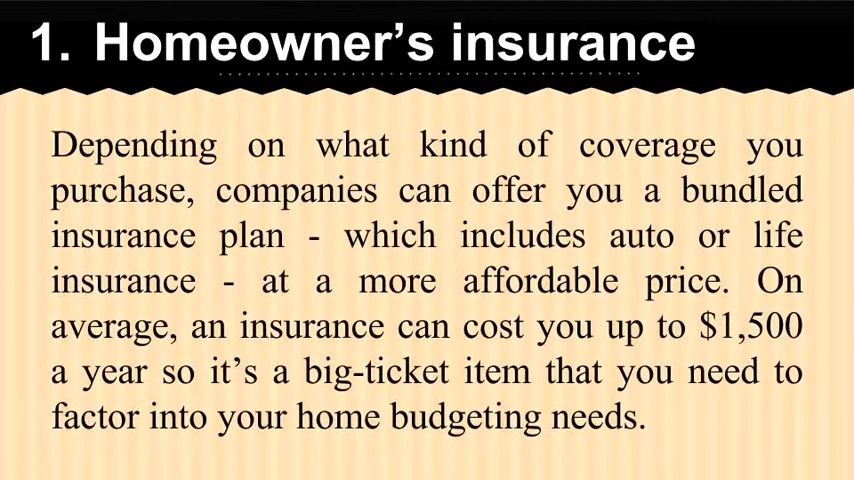 1. Homeowner’s insurance
Depending on what kind of coverage you
purchase, companies can offer you a bundled
insurance plan - which includes auto or life
insurance - at a more affordable price. On
average, an insurance can cost you up to $1,500
a year so it’s a big-ticket item that you need to
factor into your home budgeting needs.